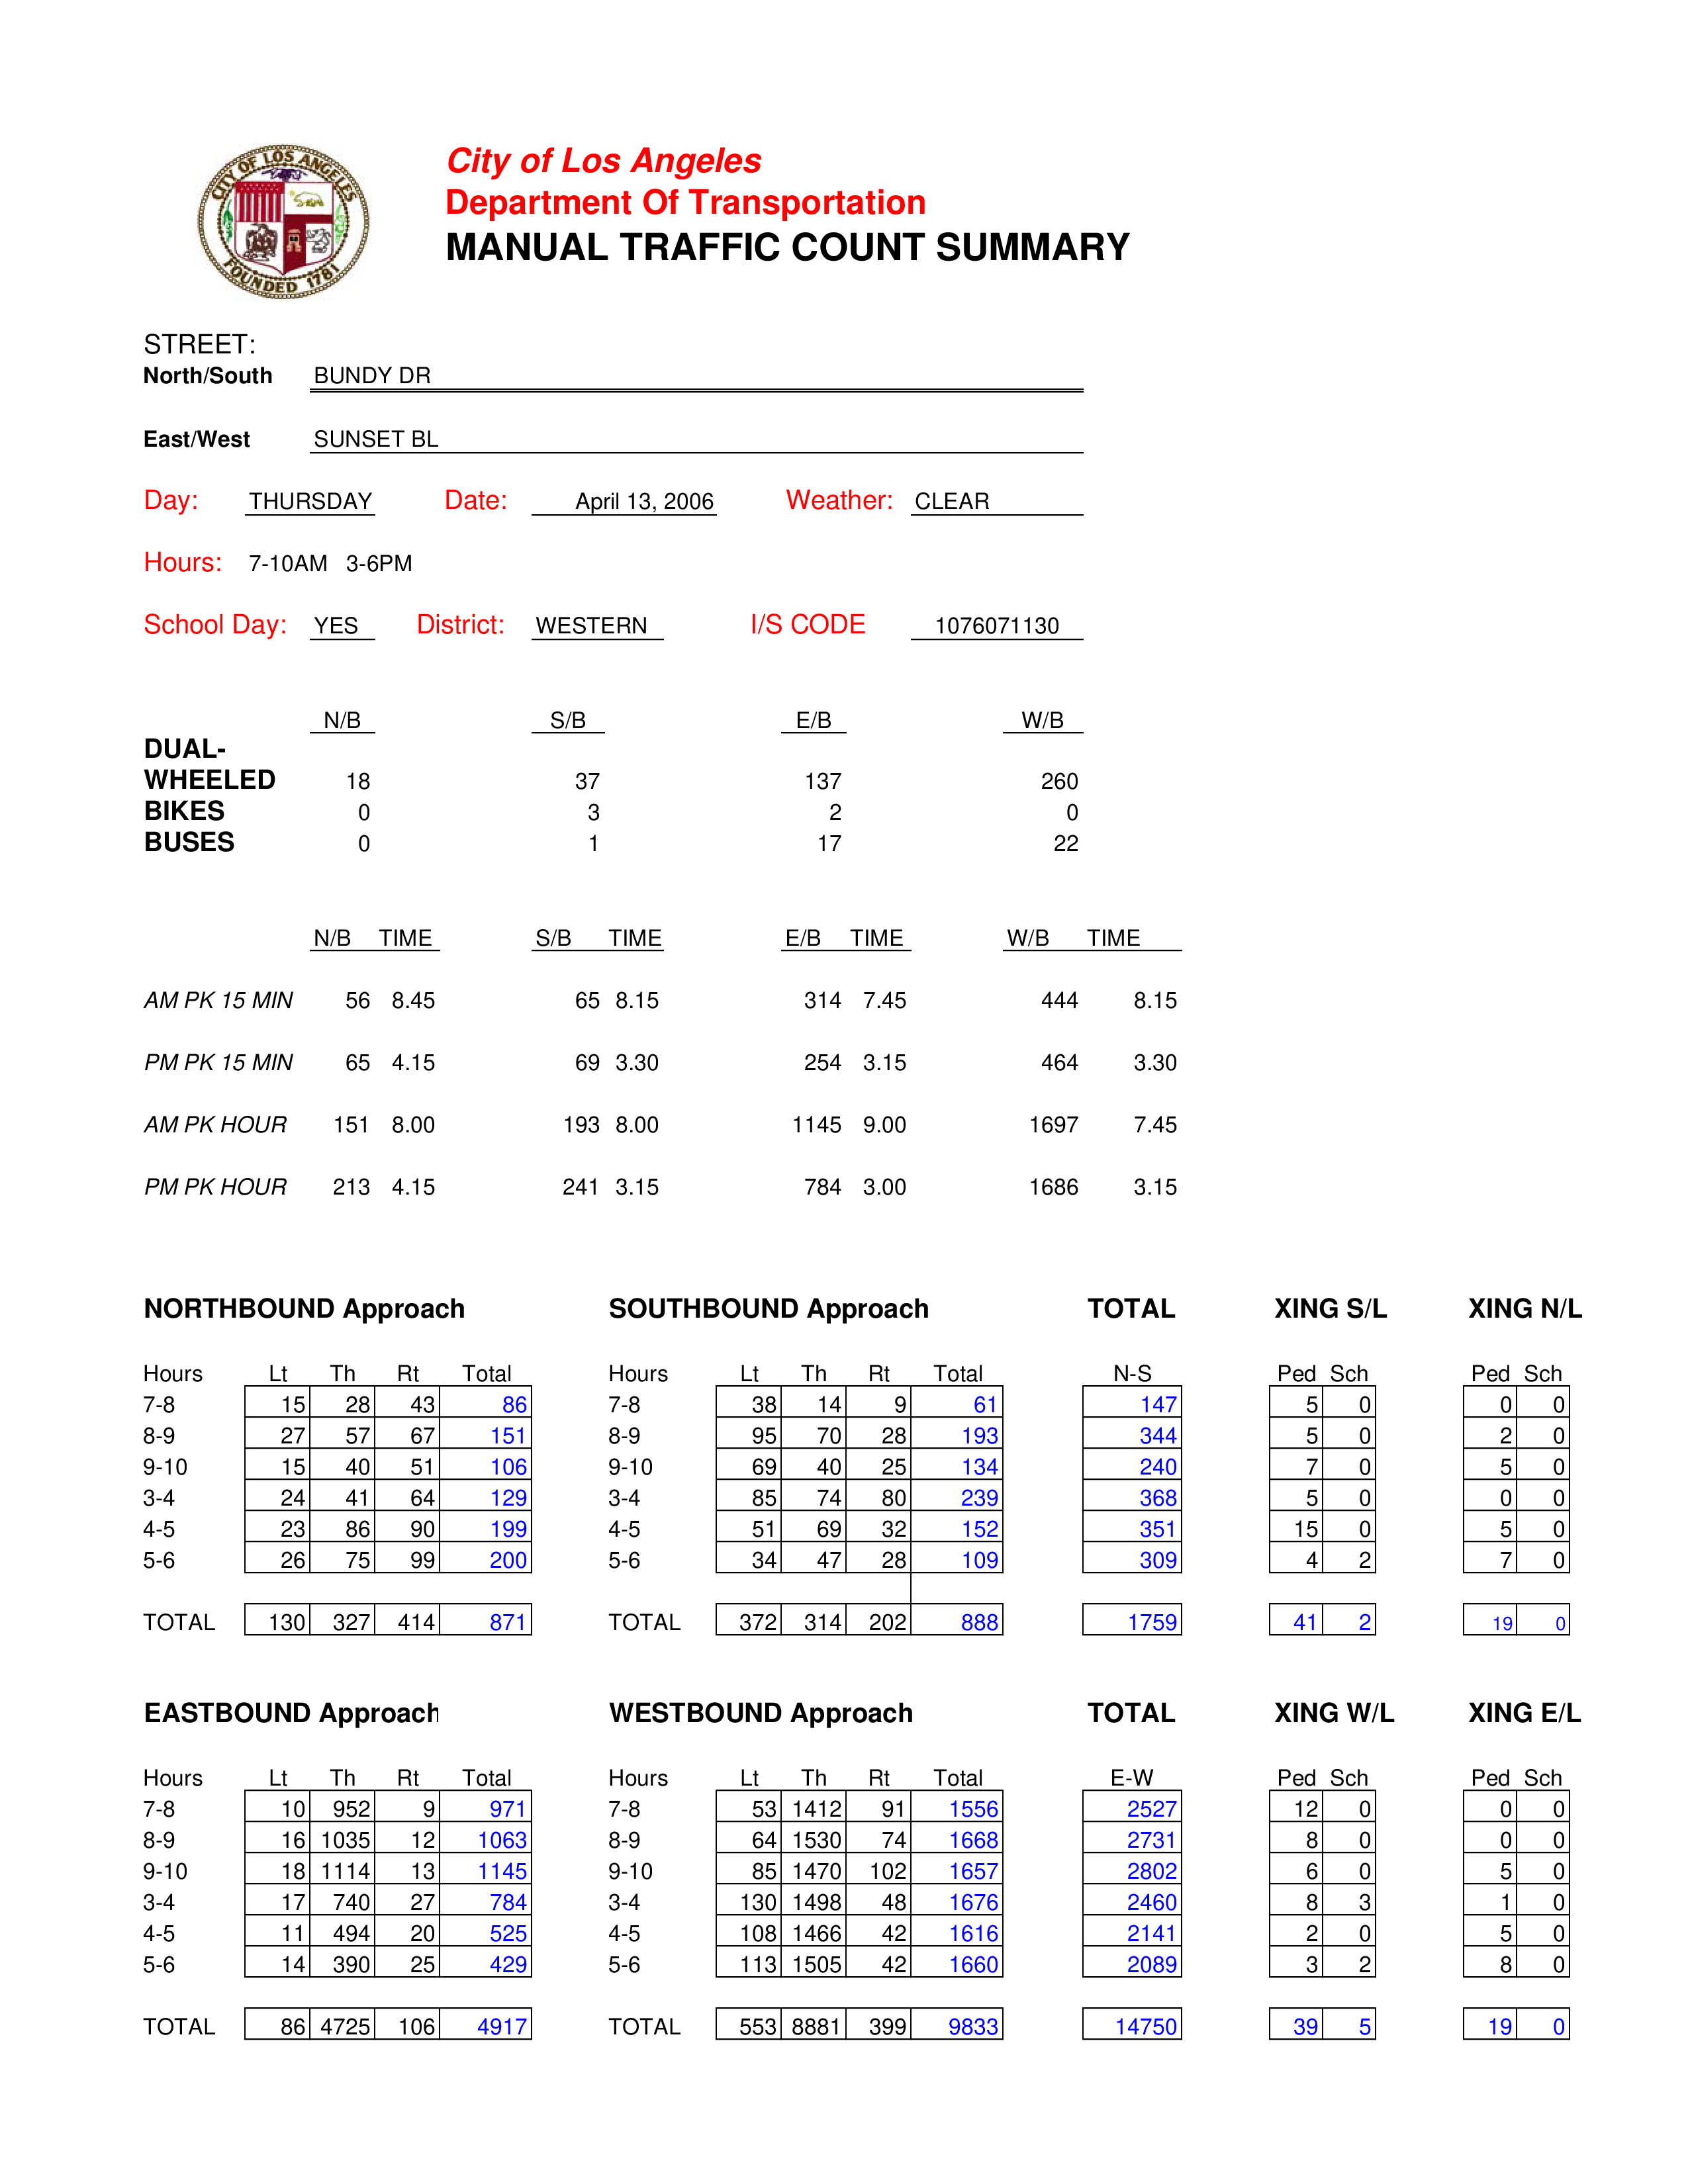 CITY OF LOS ANGELES
FOUNDED 1781
City of Los Angeles
Department Of Transportation
MANUAL TRAFFIC COUNT SUMMARY
STREET:
North/South BUNDY DR
East/West SUNSET BL
Day: THURSDAY Date: April 13, 2006 Weather: CLEAR
Hours: 7-10AM 3-6PM
School Day: YES District: WESTERN I/S CODE 1076071130
N/B S/B E/B W/B
DUAL-
WHEELED 18 37 137 260
BIKES 0 3 2 0
BUSES 0 1 17 22
N/B TIME S/B TIME E/B TIME W/B TIME
AM PK 15 MIN 56 8.45 65 8.15 314 7.45 444 8.15
PM PK 15 MIN 65 4.15 69 3.30 254 3.15 464 3.30
AM PK HOUR 151 8.00 193 8.00 1145 9.00 1697 7.45
PM PK HOUR 213 4.15 241 3.15 784 3.00 1686 3.15
NORTHBOUND Approach SOUTHBOUND Approach TOTAL XING S/L XING N/L
Hours Lt Th Rt Total Hours Lt Th Rt Total N-S Ped Sch Ped Sch
7-8 15 28 43 86 7-8 38 14 9 61 147 5 0 0 0
8-9 27 57 67 151 8-9 95 70 28 193 344 5 0 2 0
9-10 15 40 51 106 9-10 69 40 25 134 240 7 0 5 0
3-4 24 41 64 129 3-4 85 74 80 239 368 5 0 0 0
4-5 23 86 90 199 4-5 51 69 32 152 351 15 0 5 0
5-6 26 75 99 200 5-6 34 47 28 109 309 4 2 7 0
TOTAL 130 327 414 871 TOTAL 372 314 202 888 1759 41 2 19 0
EASTBOUND Approach WESTBOUND Approach TOTAL XING W/L XING E/L
Hours Lt Th Rt Total Hours Lt Th Rt Total E-W Ped Sch Ped Sch
7-8 10 952 9 971 7-8 53 1412 91 1556 2527 12 0 0 0
8-9 16 1035 12 1063 8-9 64 1530 74 1668 2731 8 0 0 0
9-10 18 1114 13 1145 9-10 85 1470 102 1657 2802 6 0 5 0
3-4 17 740 27 784 3-4 130 1498 48 1676 2460 8 3 1 0
4-5 11 494 20 525 4-5 108 1466 42 1616 2141 2 0 5 0
5-6 14 390 25 429 5-6 113 1505 42 1660 2089 3 2 8 0
TOTAL 86 4725 106 4917 TOTAL 553 8881 399 9833 14750 39 5 19 0